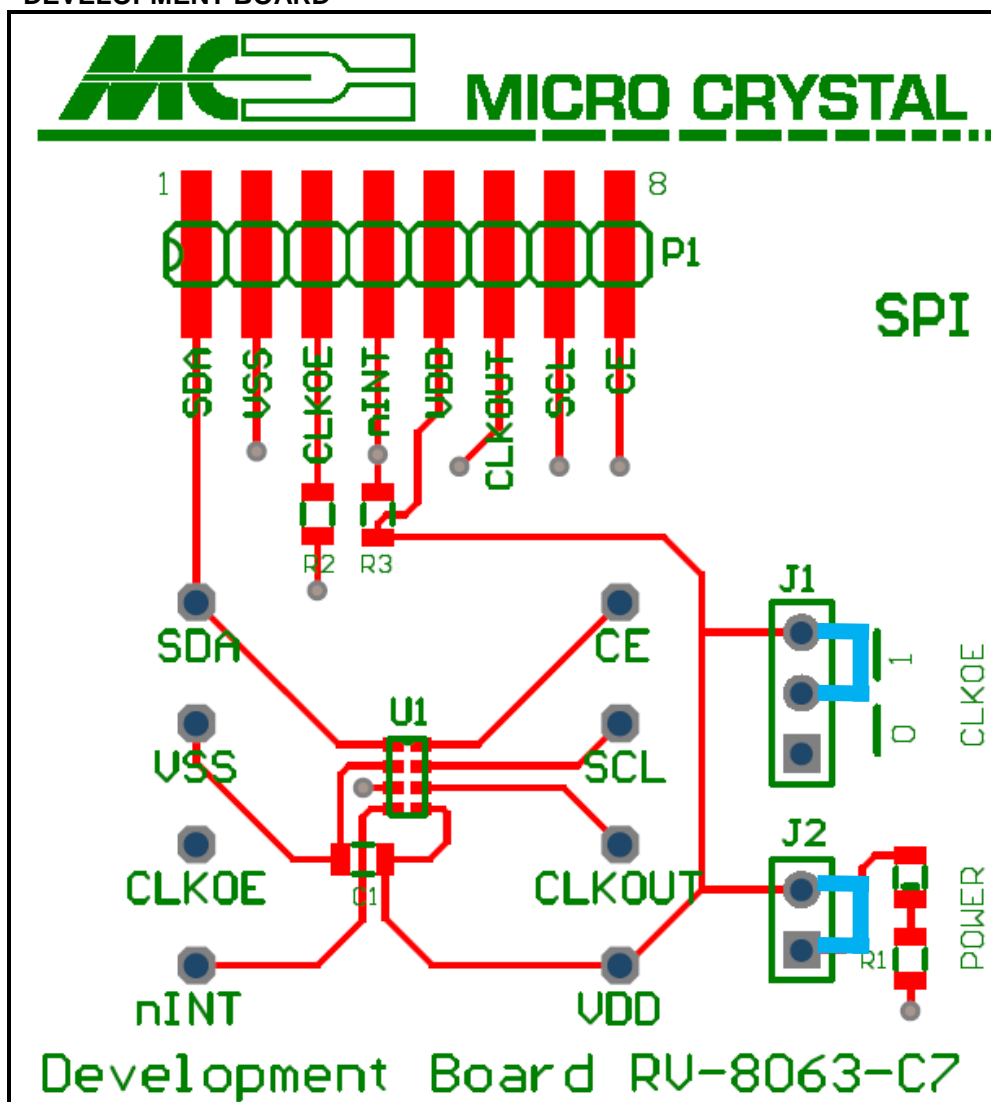 DEVELOPMENT BOARD
MICRO CRYSTAL
1
8
P1
SPI
SDA
VSS
CLKOE
nINT
VDD
CLKOUT
SCL
CE
R2
R3
J1
SDA
CE
1
CLKOE
U1
VSS
SCL
0
J2
CLKOE
C1
CLKOUT
POWER
R1
nINT
VDD
Development Board RV-8063-C7